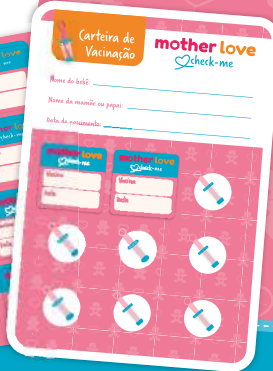 Carteira de
Vacinação
mother love
check-me
Nome do bebê:
Nome da mamãe ou papai:
Data de nascimento:
mother love
check-me
Vacina
Data
mother love
check-me
Vacina
Data